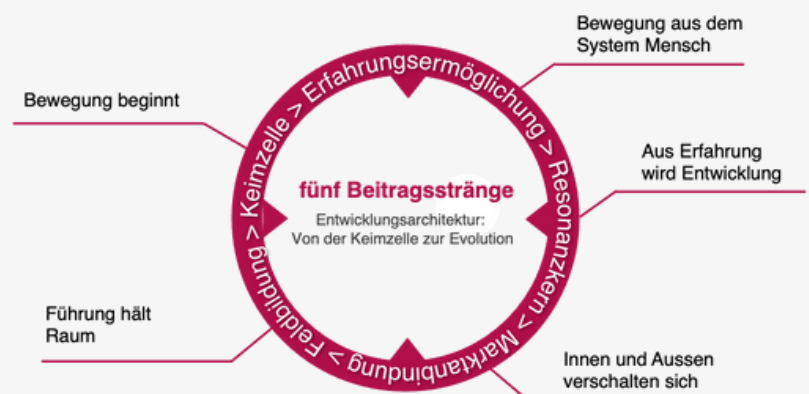 Bewegung aus dem
System Mensch
Bewegung beginnt
Aus Erfahrung
wird Entwicklung
Keimzelle > Erfahrungsermöglichung > Resonanzkern > Marktanbindung > Feldbildung >
fünf Beitragsstränge
Entwicklungsarchitektur:
Von der Keimzelle zur Evolution
Führung hält
Raum
Innen und Aussen
verschalten sich